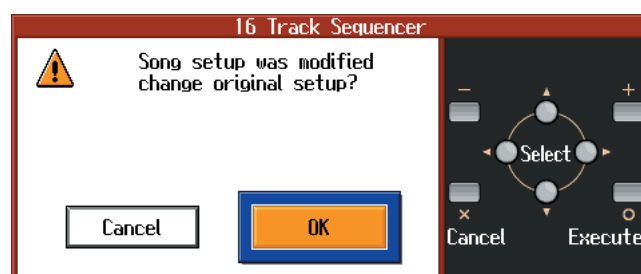 16 Track Sequencer
Song setup was modified
change original setup?
Cancel
OK
− +
Select
× ○
Cancel Execute